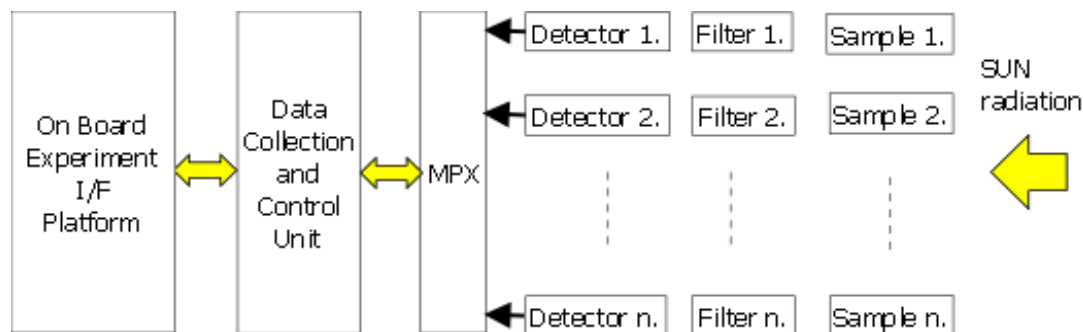 On Board
Experiment
I/F
Platform
Data
Collection
and
Control
Unit
MPX
Detector 1.
Filter 1.
Sample 1.
Detector 2.
Filter 2.
Sample 2.
Detector n.
Filter n.
Sample n.
SUN
radiation